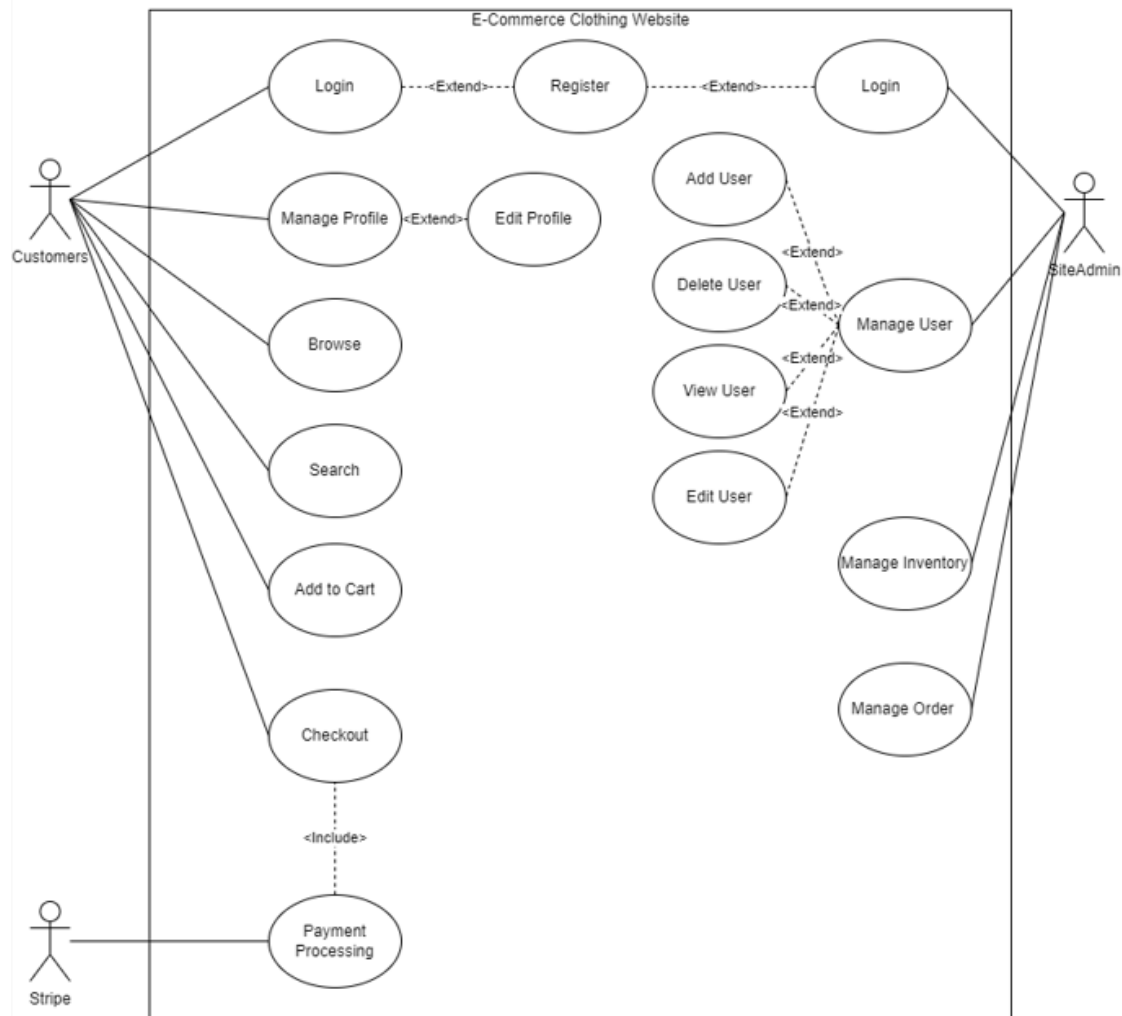 E-Commerce Clothing Website
Login
<Extend>
Register
<Extend>
Login
Customers
Manage Profile
<Extend>
Edit Profile
Browse
Search
Add to Cart
Checkout
<Include>
Payment
Processing
Stripe
Add User
<Extend>
Delete User
<Extend>
View User
<Extend>
Edit User
<Extend>
Manage User
SiteAdmin
Manage Inventory
Manage Order